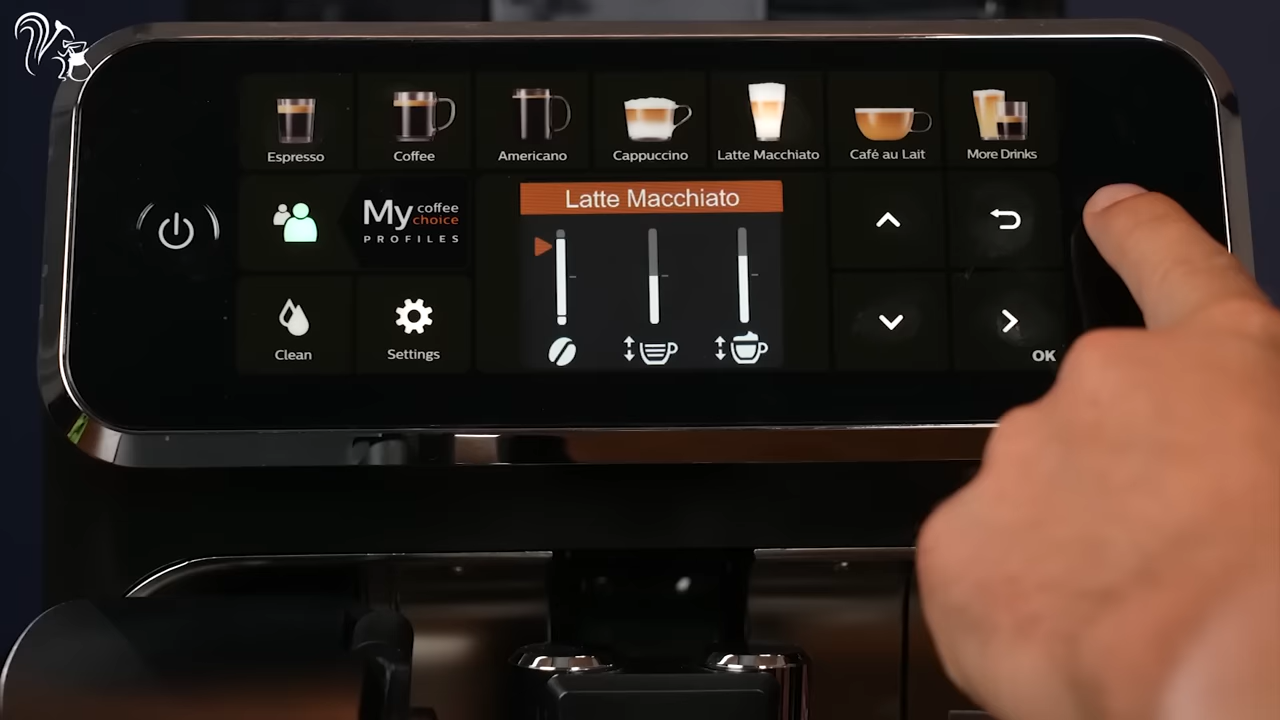 Espresso
Coffee
Americano
Cappuccino
Latte Macchiato
Café au Lait
More Drinks
My coffee choice
PROFILES
Latte Macchiato
Clean
Settings
OK